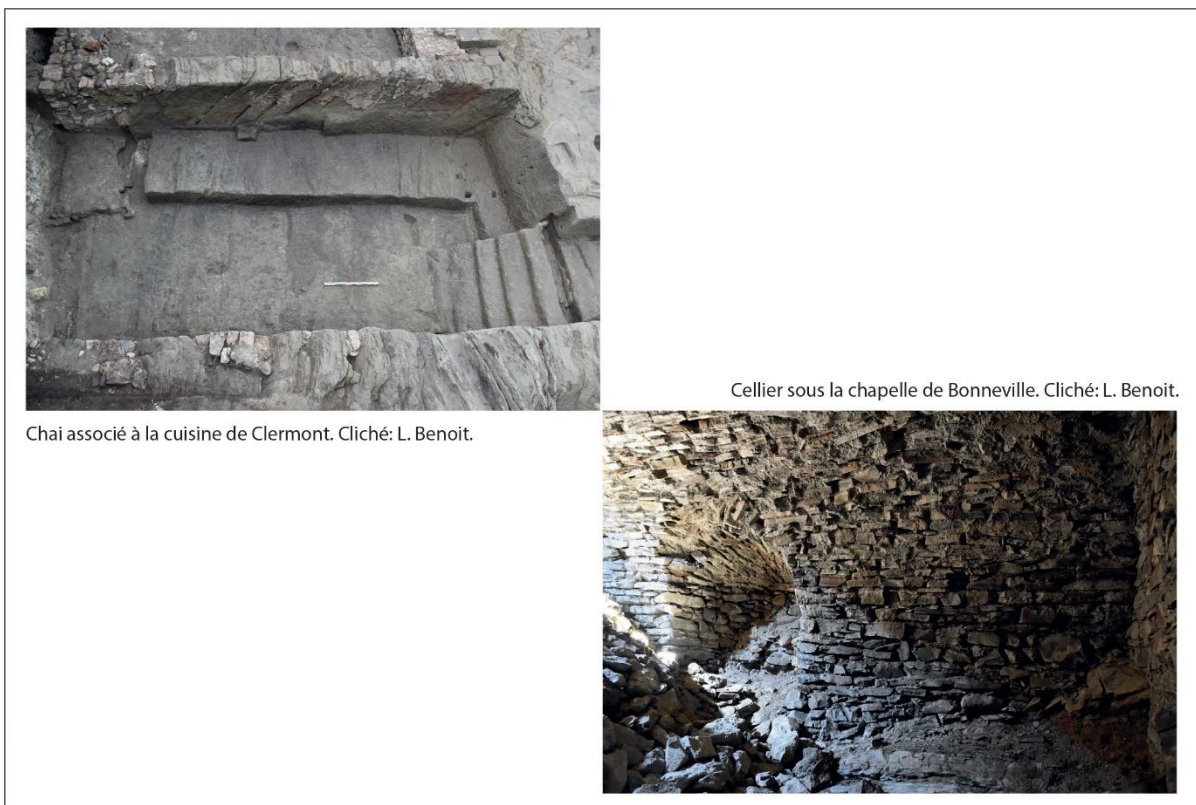 Cellier sous la chapelle de Bonneville. Cliché: L. Benoit.
Chai associé à la cuisine de Clermont. Cliché: L. Benoit.